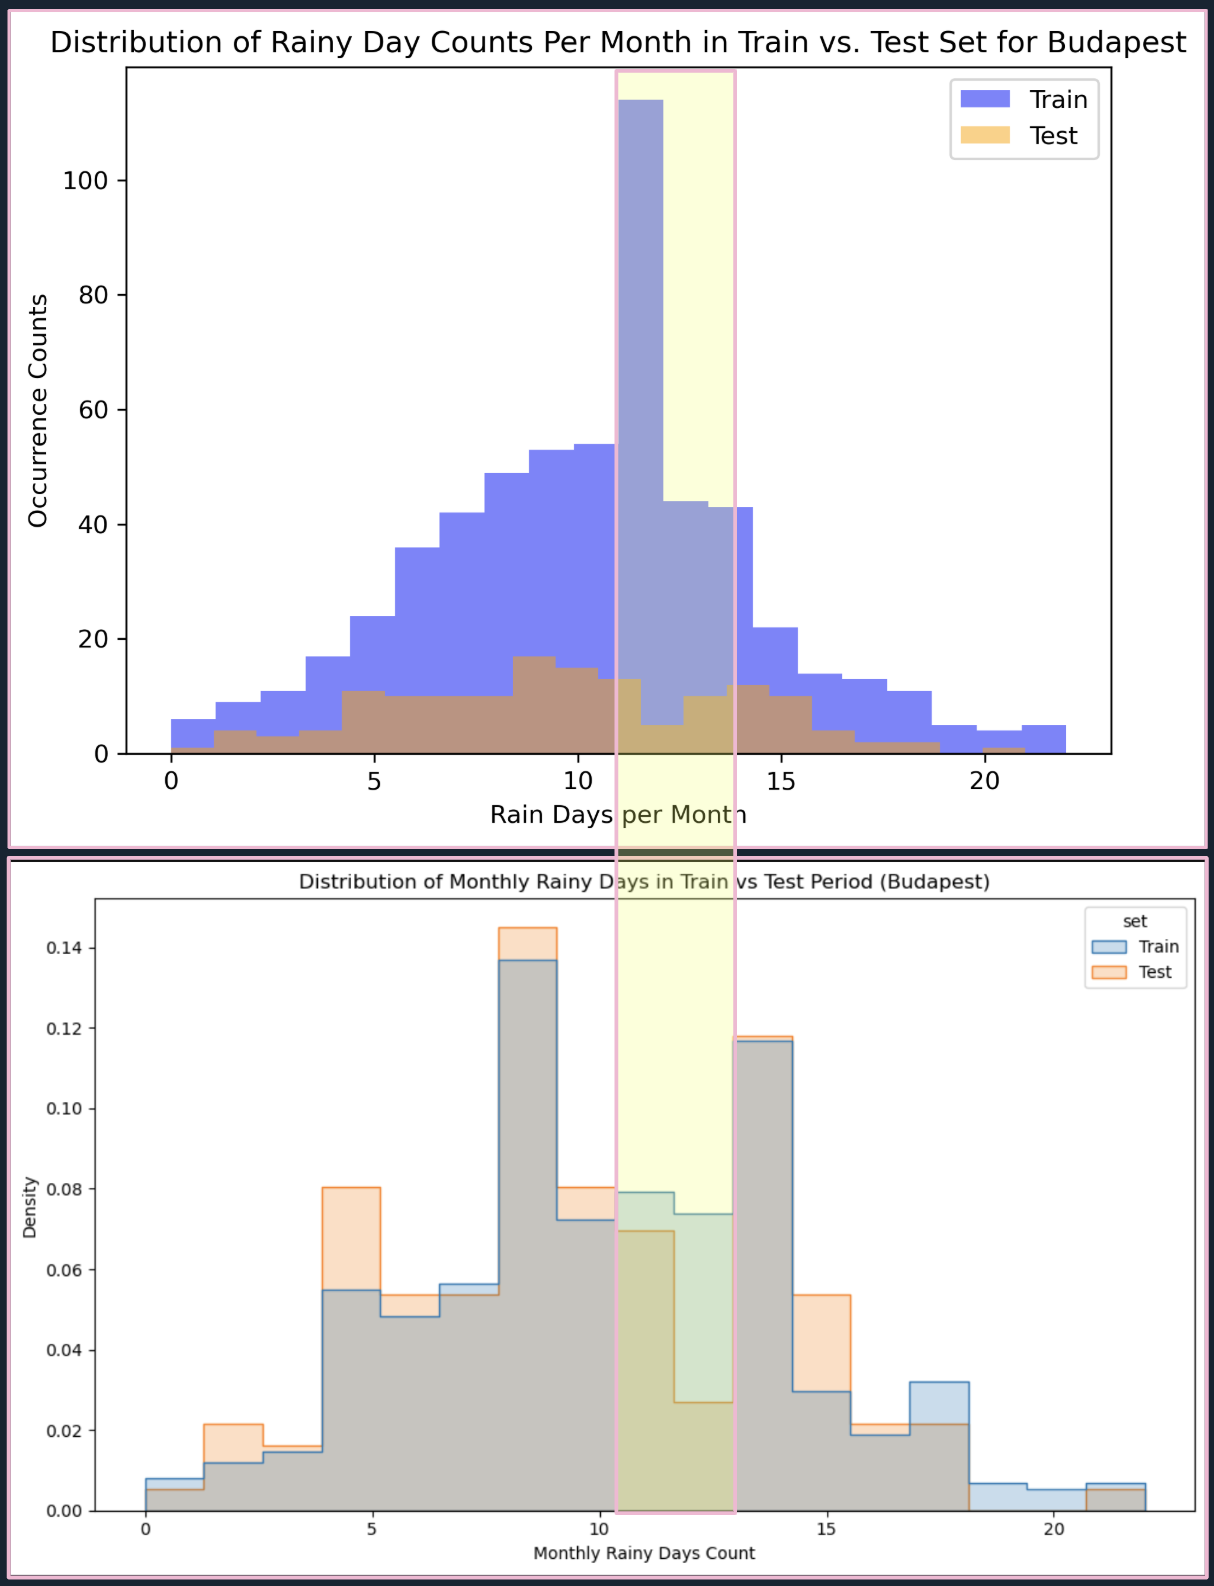 Distribution of Rainy Day Counts Per Month in Train vs. Test Set for Budapest
Train
Test
Occurrence Counts
100
80
60
40
20
0
0 5 10 15 20
Rain Days per Month
Distribution of Monthly Rainy Days in Train vs Test Period (Budapest)
set
Train
Test
Density
0.14
0.12
0.10
0.08
0.06
0.04
0.02
0.00
0 5 10 15 20
Monthly Rainy Days Count